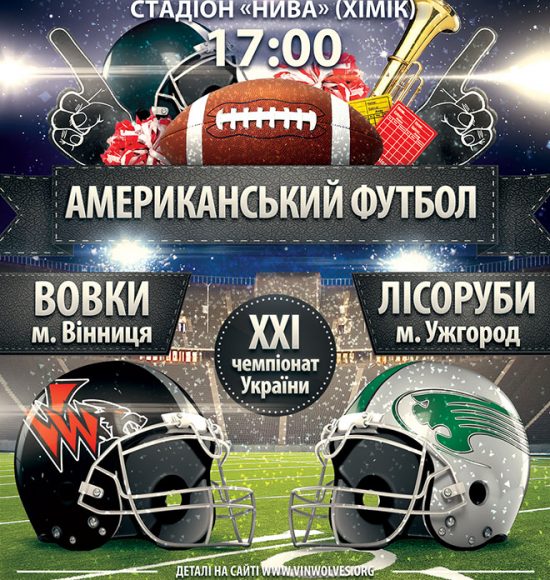 СТАДІОН «НИВА» (ХІМІК)
17:00
АМЕРИКАНСЬКИЙ ФУТБОЛ
ВОВКИ
м. Вінниця
ЛІСОРУБИ
м. Ужгород
XXI
чемпіонат
України
ДЕТАЛІ НА САЙТІ WWW.VINWOLVES.ORG